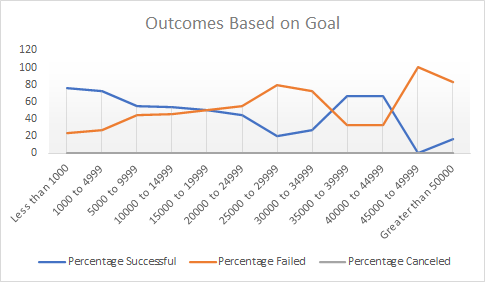 Outcomes Based on Goal
120
100
80
60
40
20
0
Less than 1000
1000 to 4999
5000 to 9999
10000 to 14999
15000 to 19999
20000 to 24999
25000 to 29999
30000 to 34999
35000 to 39999
40000 to 44999
45000 to 49999
Greater than 50000
Percentage Successful Percentage Failed Percentage Canceled